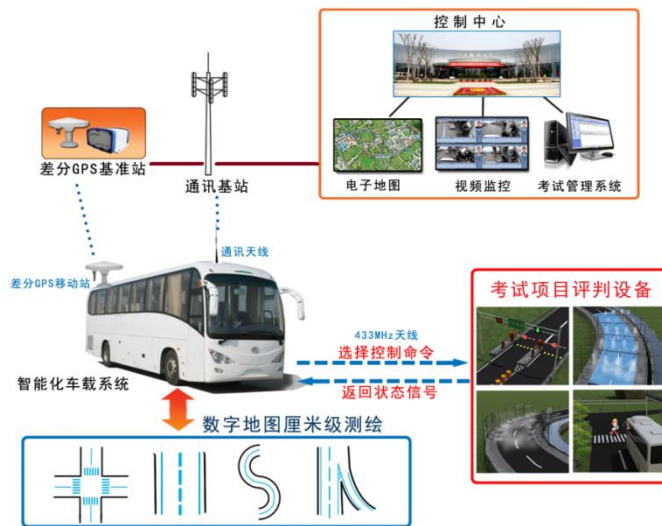 控制中心
电子地图
视频监控
考试管理系统
差分GPS基准站
通讯基站
通讯天线
差分GPS移动站
智能化车载系统
433MHz天线
选择控制命令
返回状态信号
考试项目评判设备
数字地图厘米级测绘